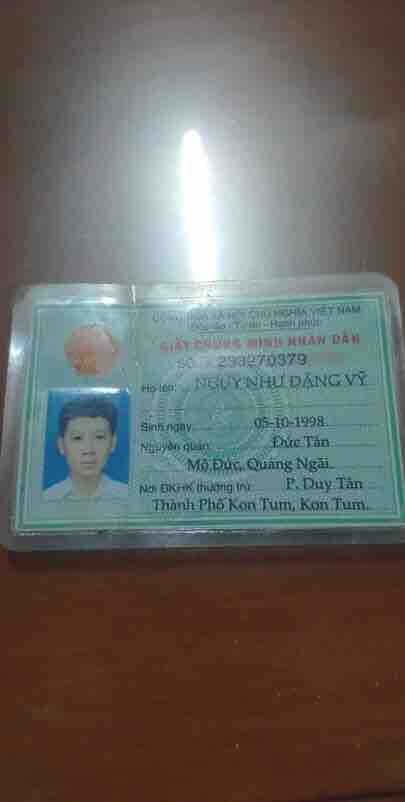 CỘNG HÒA XÃ HỘI CHỦ NGHĨA VIỆT NAM
Độc lập - Tự do - Hạnh phúc
GIẤY CHỨNG MINH NHÂN DÂN
SỐ 233270379
Họ tên: NGỤY NHƯ ĐẶNG VỸ
Sinh ngày: 05-10-1998
Nguyên quán: Đức Tân
Mộ Đức, Quảng Ngãi
Nơi ĐKHK thường trú: P. Duy Tân
Thành Phố Kon Tum, Kon Tum.